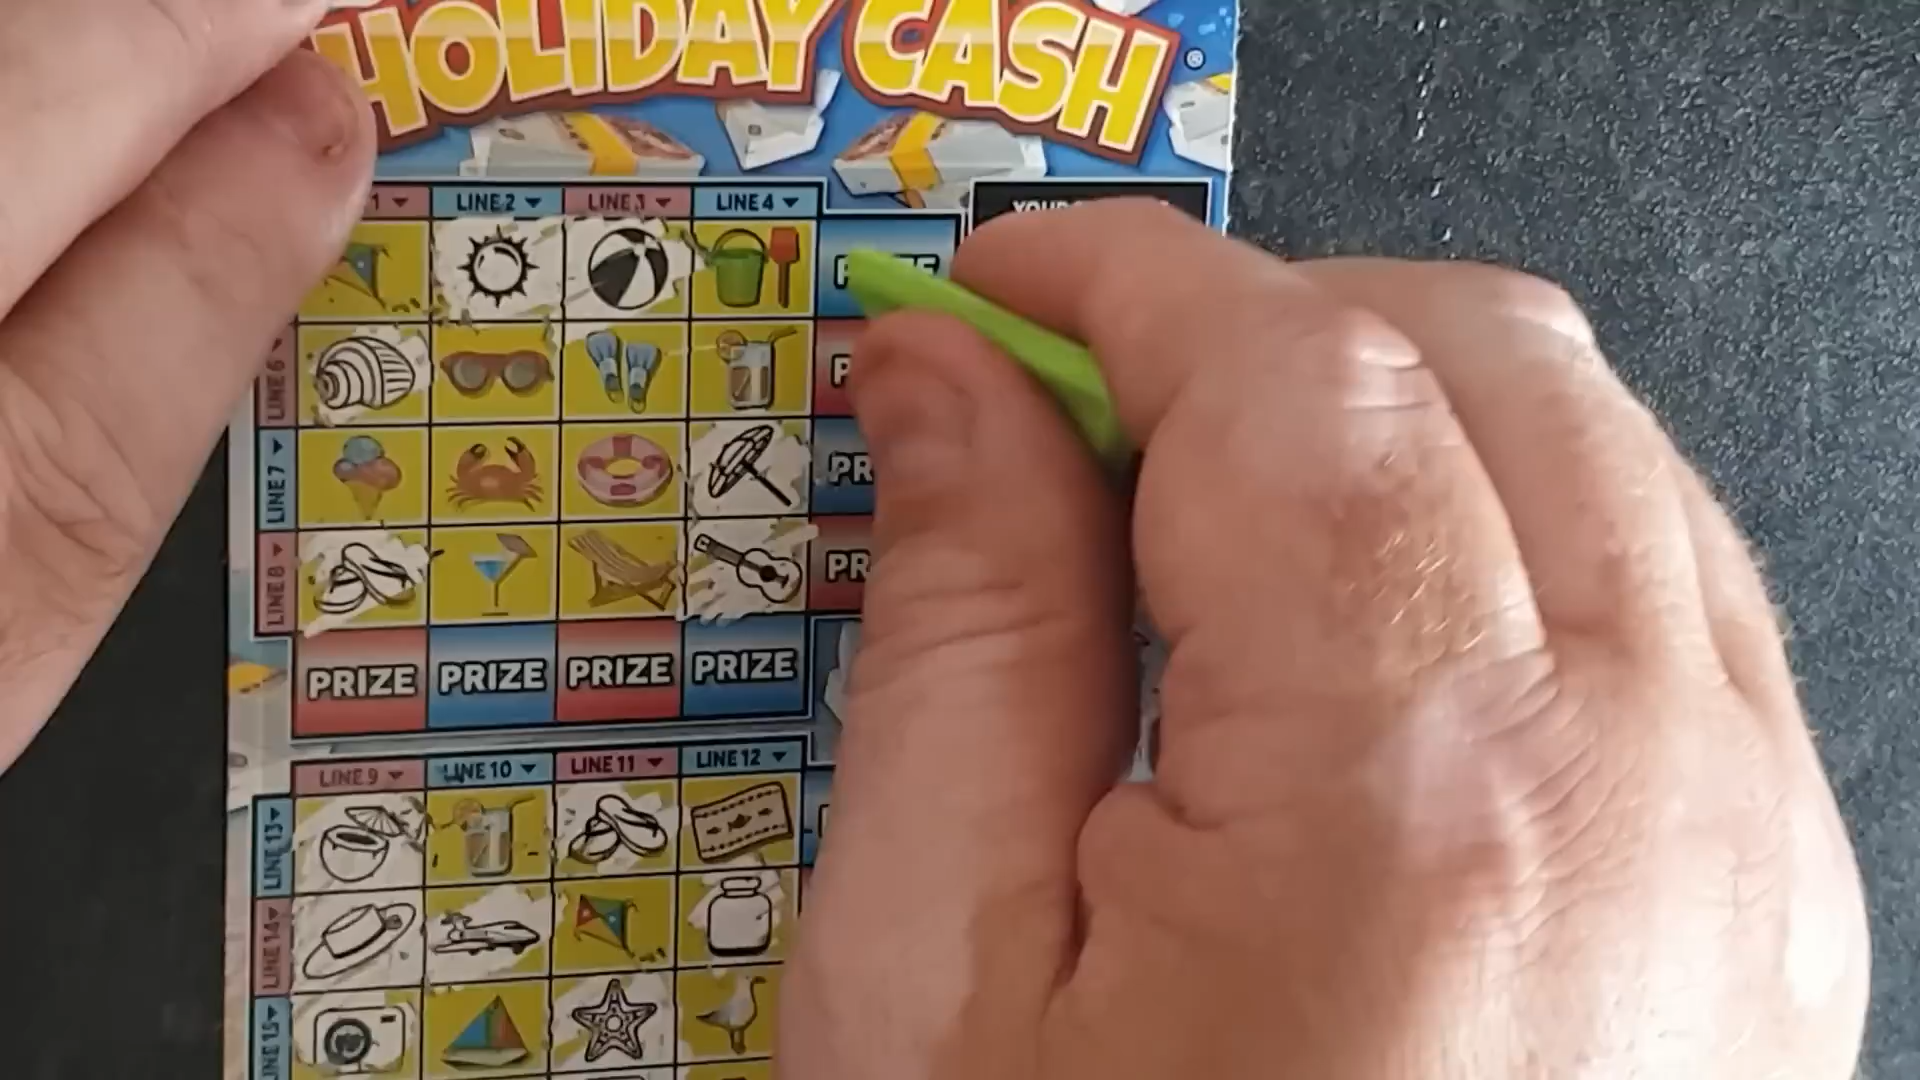 HOLIDAY CASH ®
1 LINE 2 LINE 3 LINE 4
LINE 6
LINE 7
LINE 8
PRIZE PRIZE PRIZE PRIZE
LINE 9 LINE 10 LINE 11 LINE 12
LINE 13
LINE 14
LINE 15